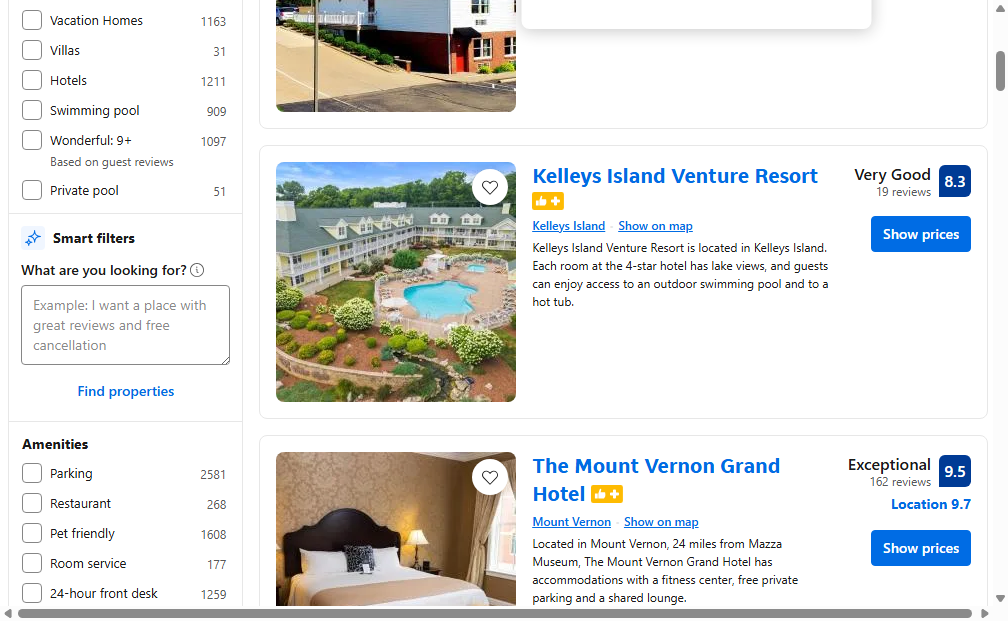 Vacation Homes 1163
Villas 31
Hotels 1211
Swimming pool 909
Wonderful: 9+ 1097
Based on guest reviews
Private pool 51
Smart filters
What are you looking for?
Example: I want a place with
great reviews and free
cancellation
Find properties
Amenities
Parking 2581
Restaurant 268
Pet friendly 1608
Room service 177
24-hour front desk 1259
Kelleys Island Venture Resort
Kelleys Island · Show on map
Kelleys Island Venture Resort is located in Kelleys Island.
Each room at the 4-star hotel has lake views, and guests
can enjoy access to an outdoor swimming pool and to a
hot tub.
Very Good 8.3
19 reviews
Show prices
The Mount Vernon Grand
Hotel
Mount Vernon · Show on map
Located in Mount Vernon, 24 miles from Mazza
Museum, The Mount Vernon Grand Hotel has
accommodations with a fitness center, free private
parking and a shared lounge.
Exceptional 9.5
162 reviews
Location 9.7
Show prices